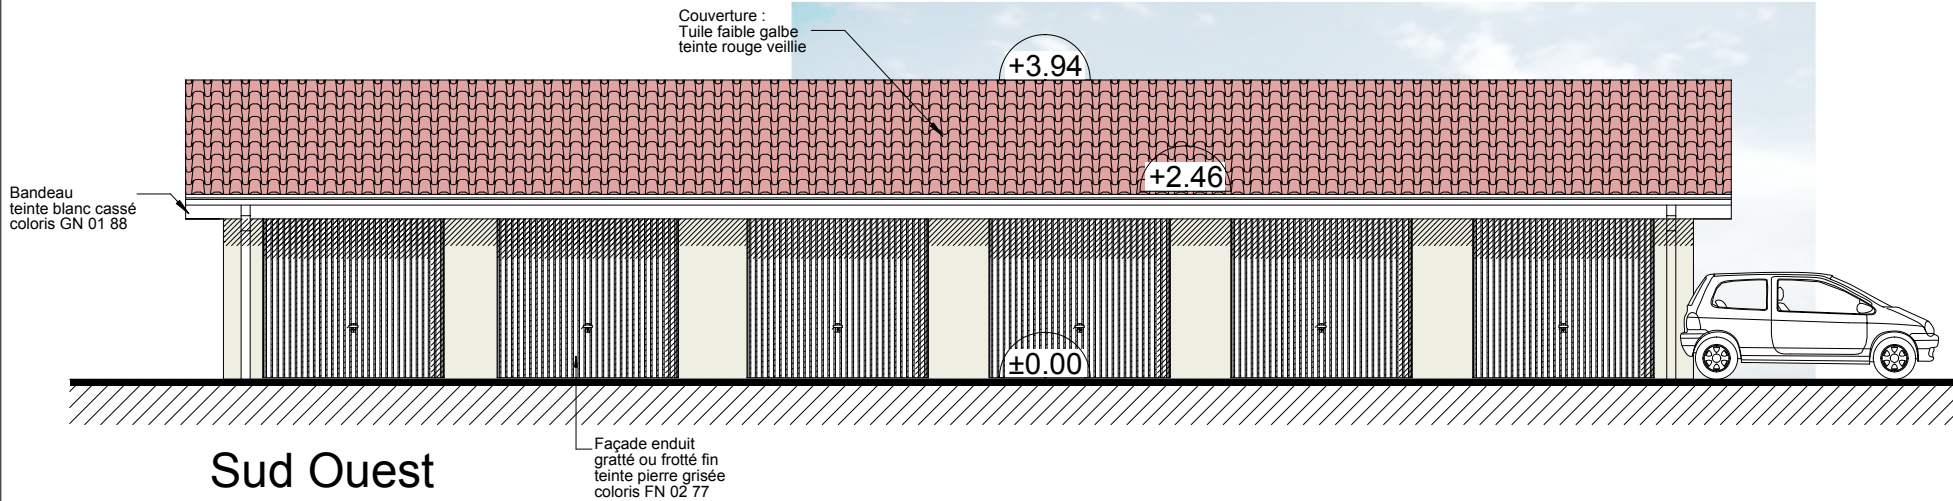 Couverture :
Tuile faible galbe
teinte rouge veillie
+3.94
+2.46
Bandeau
teinte blanc cassé
coloris GN 01 88
±0.00
Façade enduit
gratté ou frotté fin
teinte pierre grisée
coloris FN 02 77
Sud Ouest